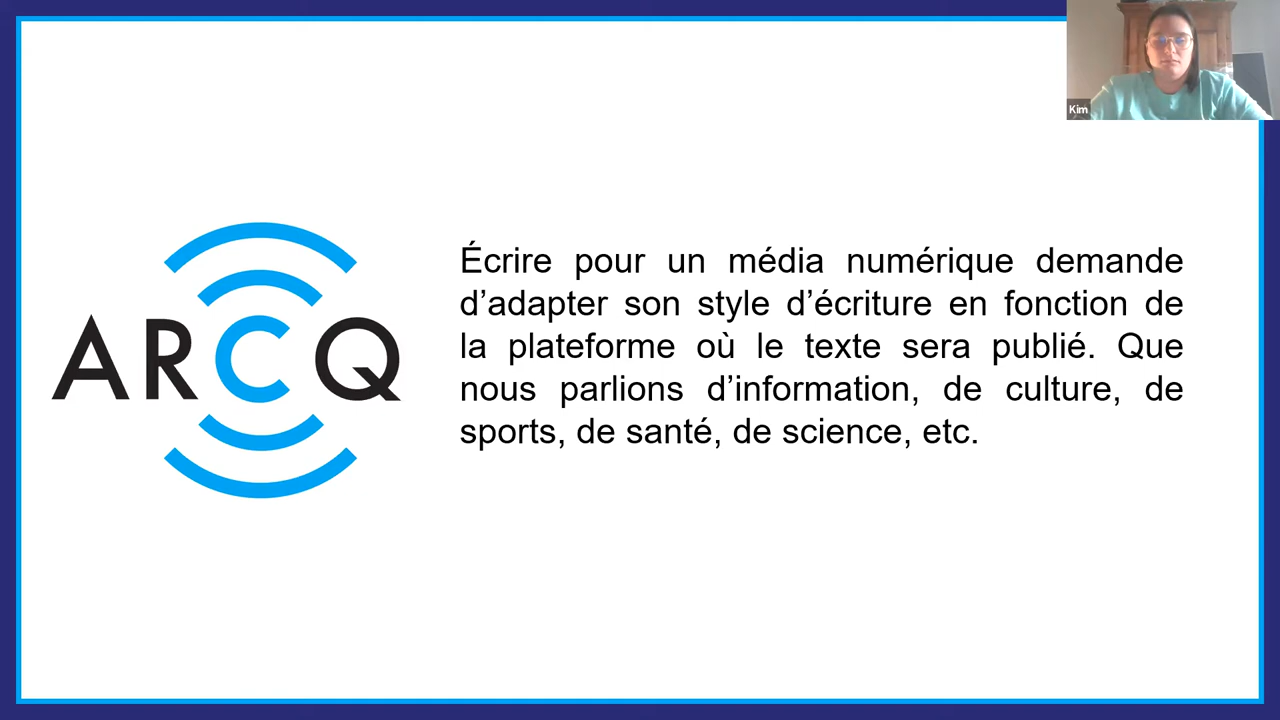 Kim
ARCQ
Écrire pour un média numérique demande
d’adapter son style d’écriture en fonction de
la plateforme où le texte sera publié. Que
nous parlions d’information, de culture, de
sports, de santé, de science, etc.